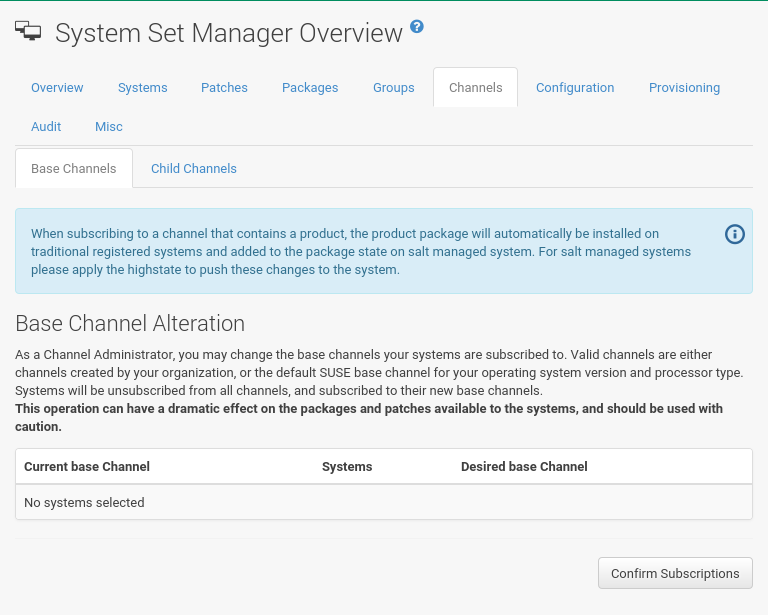 System Set Manager Overview ?
Overview Systems Patches Packages Groups Channels Configuration Provisioning
Audit Misc
Base Channels Child Channels
When subscribing to a channel that contains a product, the product package will automatically be installed on
traditional registered systems and added to the package state on salt managed system. For salt managed systems
please apply the highstate to push these changes to the system.
Base Channel Alteration
As a Channel Administrator, you may change the base channels your systems are subscribed to. Valid channels are either
channels created by your organization, or the default SUSE base channel for your operating system version and processor type.
Systems will be unsubscribed from all channels, and subscribed to their new base channels.
This operation can have a dramatic effect on the packages and patches available to the systems, and should be used with
caution.
Current base Channel Systems Desired base Channel
No systems selected
Confirm Subscriptions